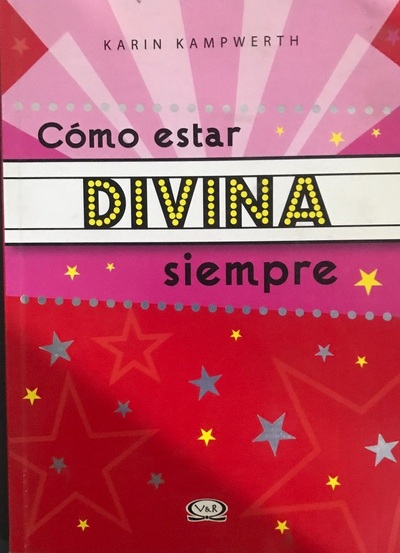 KARIN KAMPWERTH
Cómo estar
DIVINA
siempre
V&R